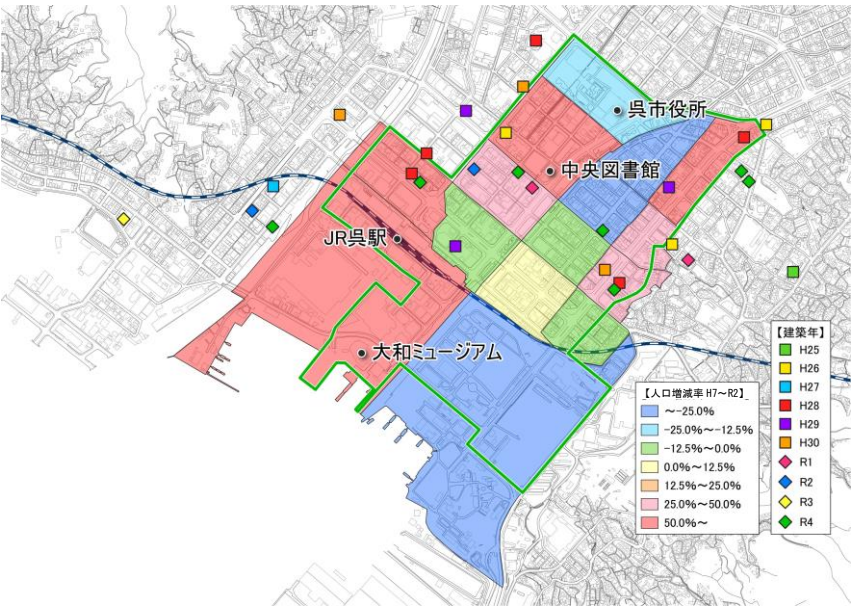 呉市役所
中央図書館
JR呉駅
大和ミュージアム
【建築年】
H25
H26
H27
H28
H29
H30
R1
R2
R3
R4
【人口増減率 H7～R2】
～-25.0%
-25.0%～-12.5%
-12.5%～0.0%
0.0%～12.5%
12.5%～25.0%
25.0%～50.0%
50.0%～